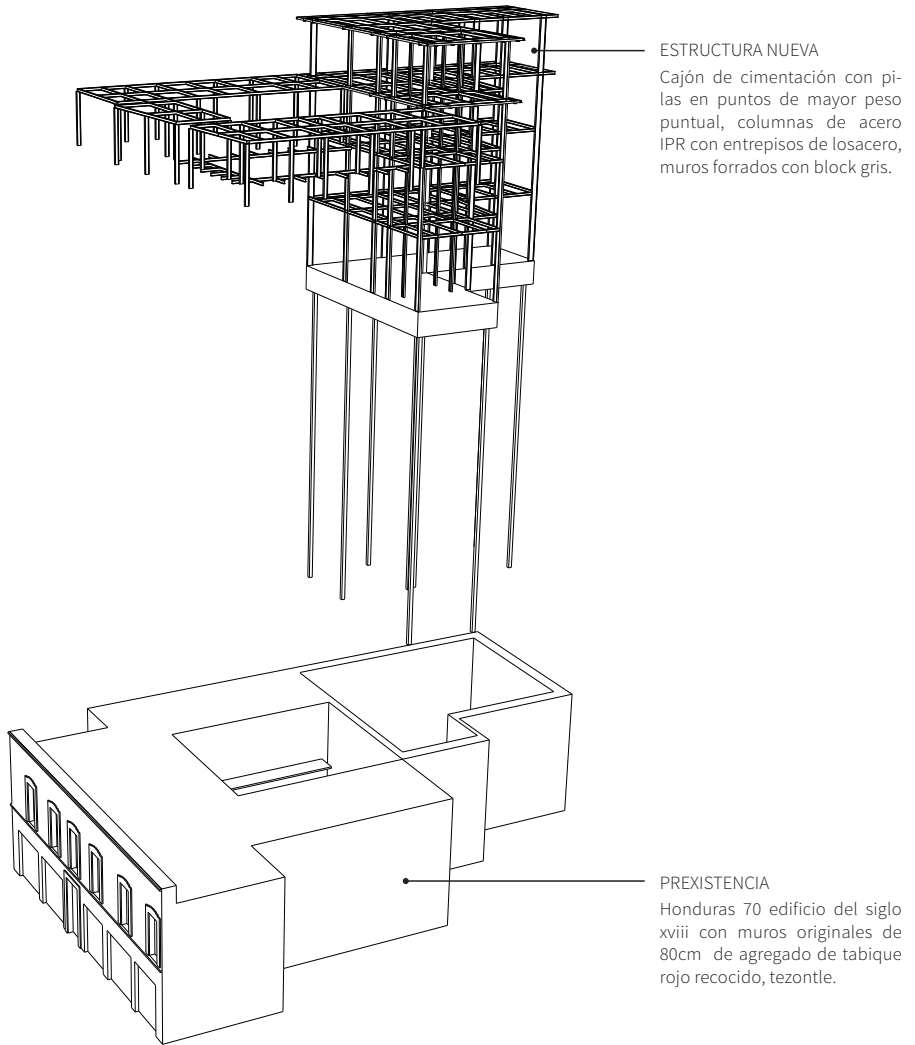 ESTRUCTURA NUEVA
Cajón de cimentación con pi-
las en puntos de mayor peso
puntual, columnas de acero
IPR con entrepisos de losacero,
muros forrados con block gris.
PREXISTENCIA
Honduras 70 edificio del siglo
xviii con muros originales de
80cm de agregado de tabique
rojo recocido, tezontle.